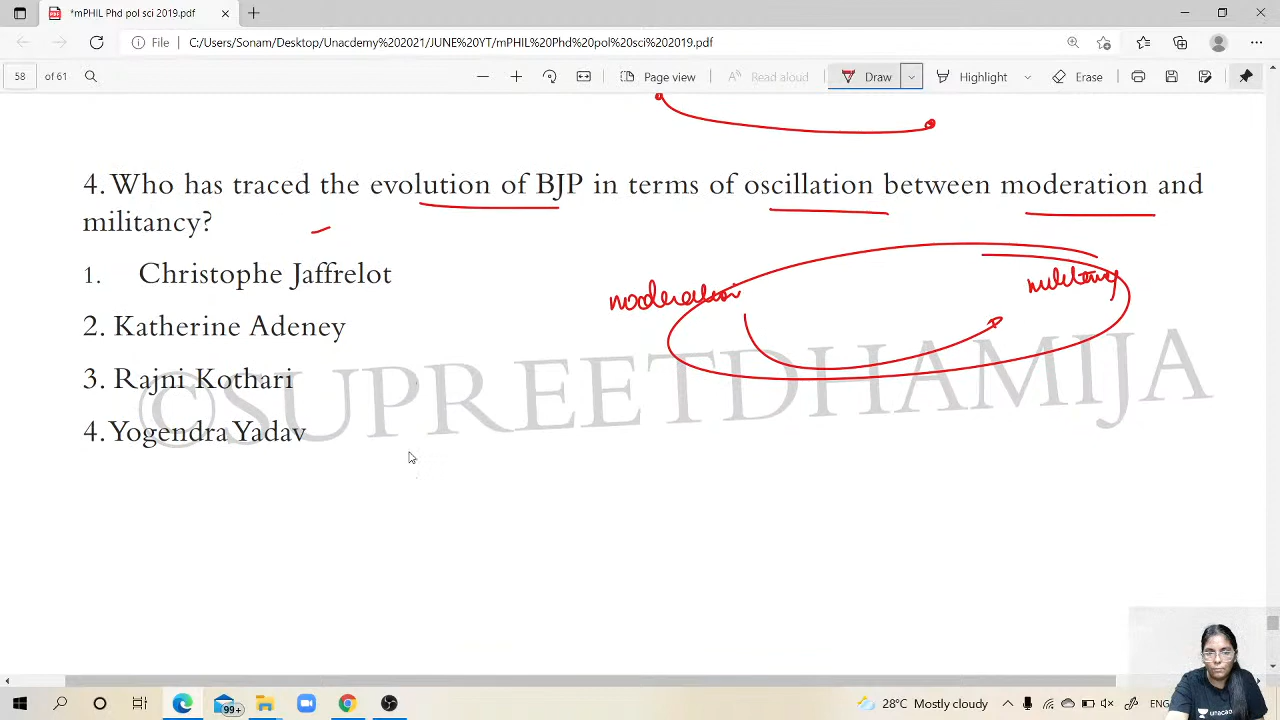 *mPHIL Phd pol sci 2019.pdf
File
C:/Users/Sonam/Desktop/Unacdemy%202021/JUNE%20YT/mPHIL%20Phd%20pol%20sci%202019.pdf
58 of 61
Page view
Read aloud
Draw
Highlight
Erase
4. Who has traced the evolution of BJP in terms of oscillation between moderation and
militancy?
1. Christophe Jaffrelot
moderation
militancy
2. Katherine Adeney
3. Rajni Kothari
4. Yogendra Yadav
©SUPREETDHAMIJA
unacad
99+
28°C Mostly cloudy
ENG